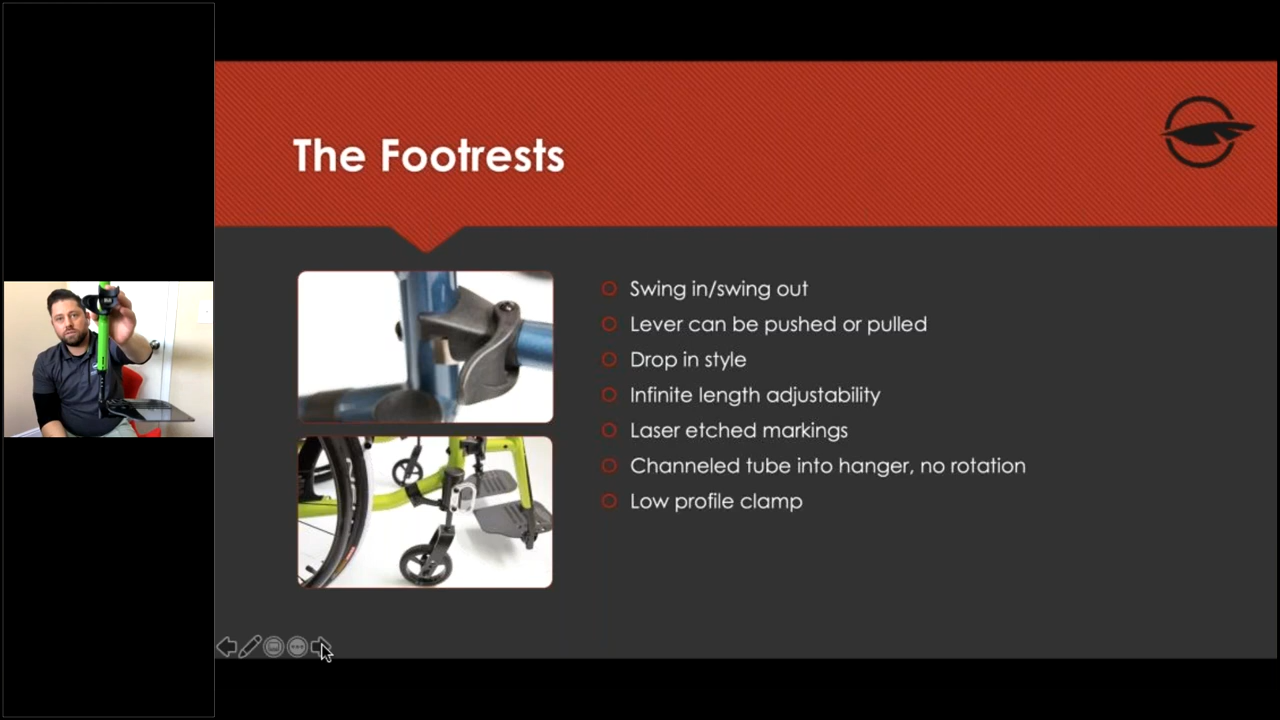 The Footrests
Swing in/swing out
Lever can be pushed or pulled
Drop in style
Infinite length adjustability
Laser etched markings
Channeled tube into hanger, no rotation
Low profile clamp